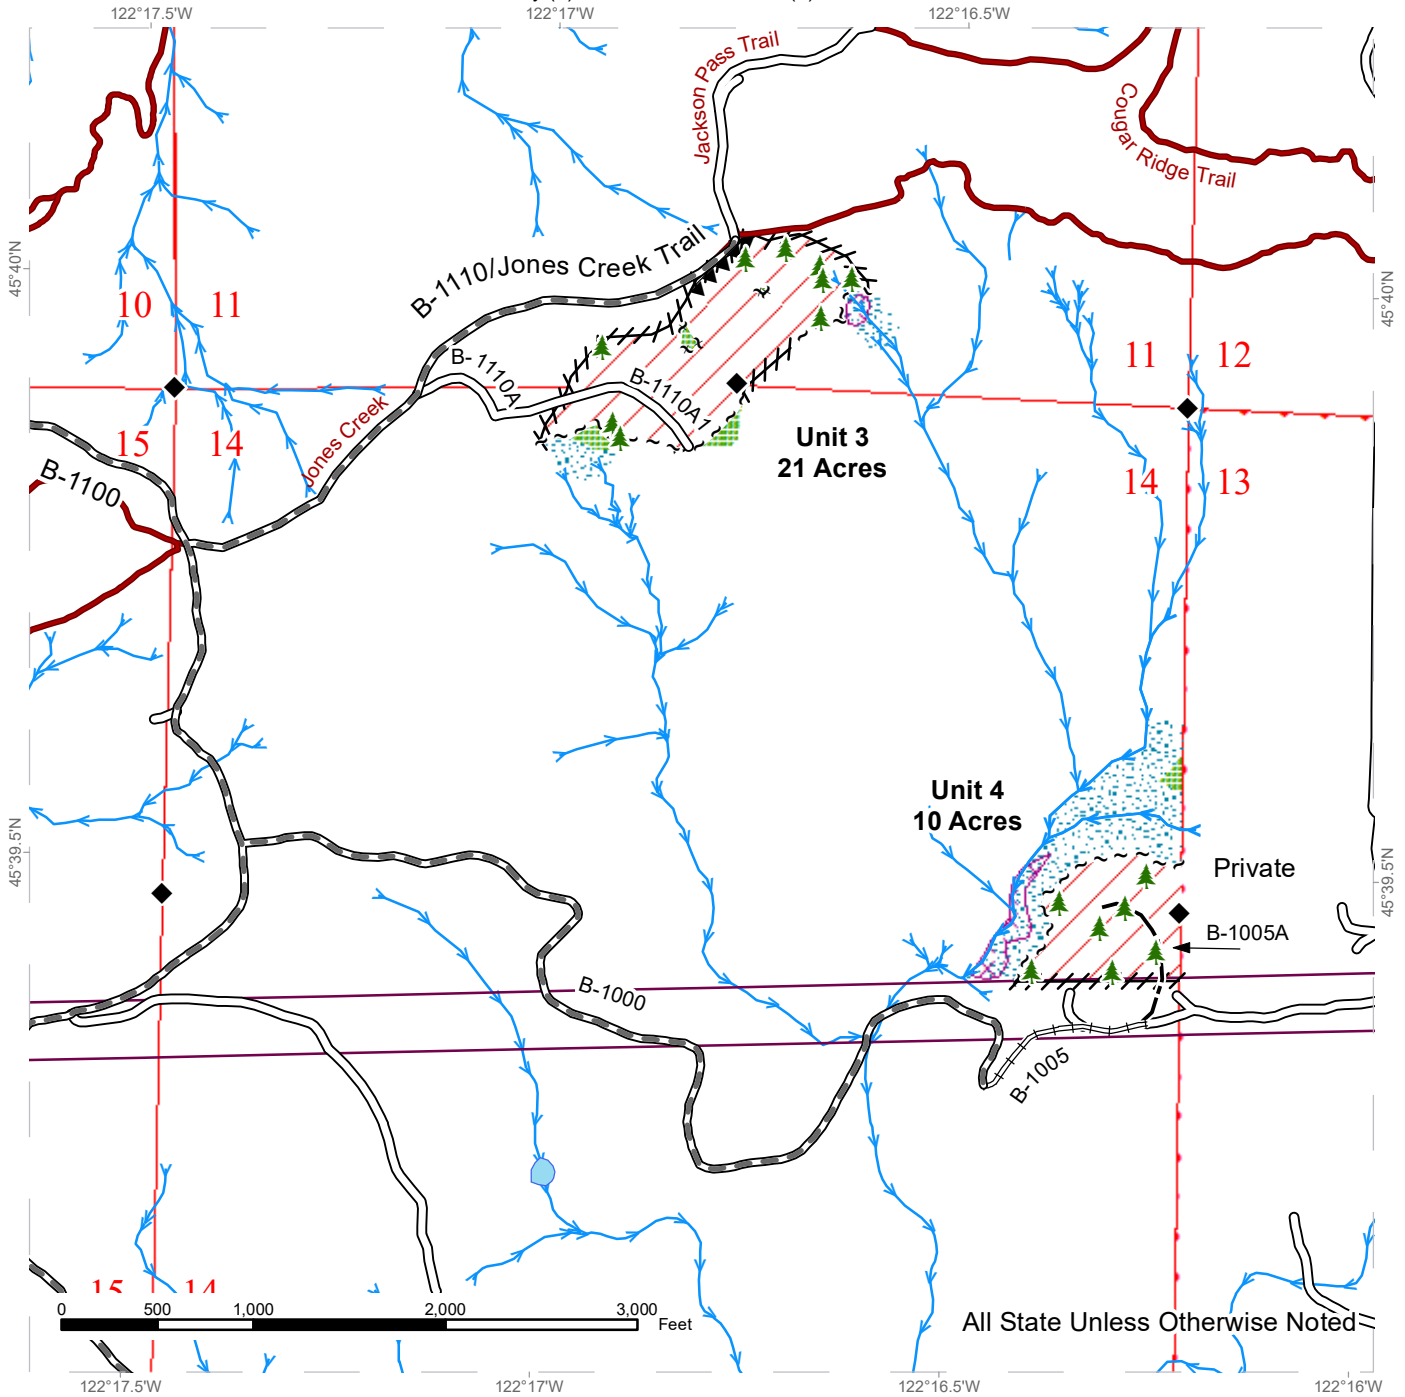 122°17.5'W
122°17'W
122°16.5'W
Jackson Pass Trail
Cougar Ridge Trail
B-1110/Jones Creek Trail
45°40'N
45°40'N
10
11
11
12
B-1110A
B-1110A1
Jones Creek
15
14
Unit 3
21 Acres
14
13
B-1100
Unit 4
10 Acres
45°39.5'N
45°39.5'N
Private
B-1005A
B-1000
B-1005
15
14
0
500
1,000
2,000
3,000
Feet
All State Unless Otherwise Noted
122°17.5'W
122°17'W
122°16.5'W
122°16'W